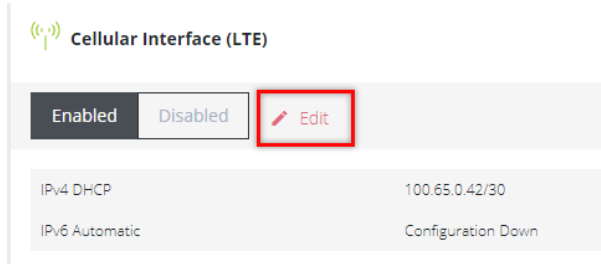 Cellular Interface (LTE)
Enabled Disabled Edit
IPv4 DHCP 100.65.0.42/30
IPv6 Automatic Configuration Down